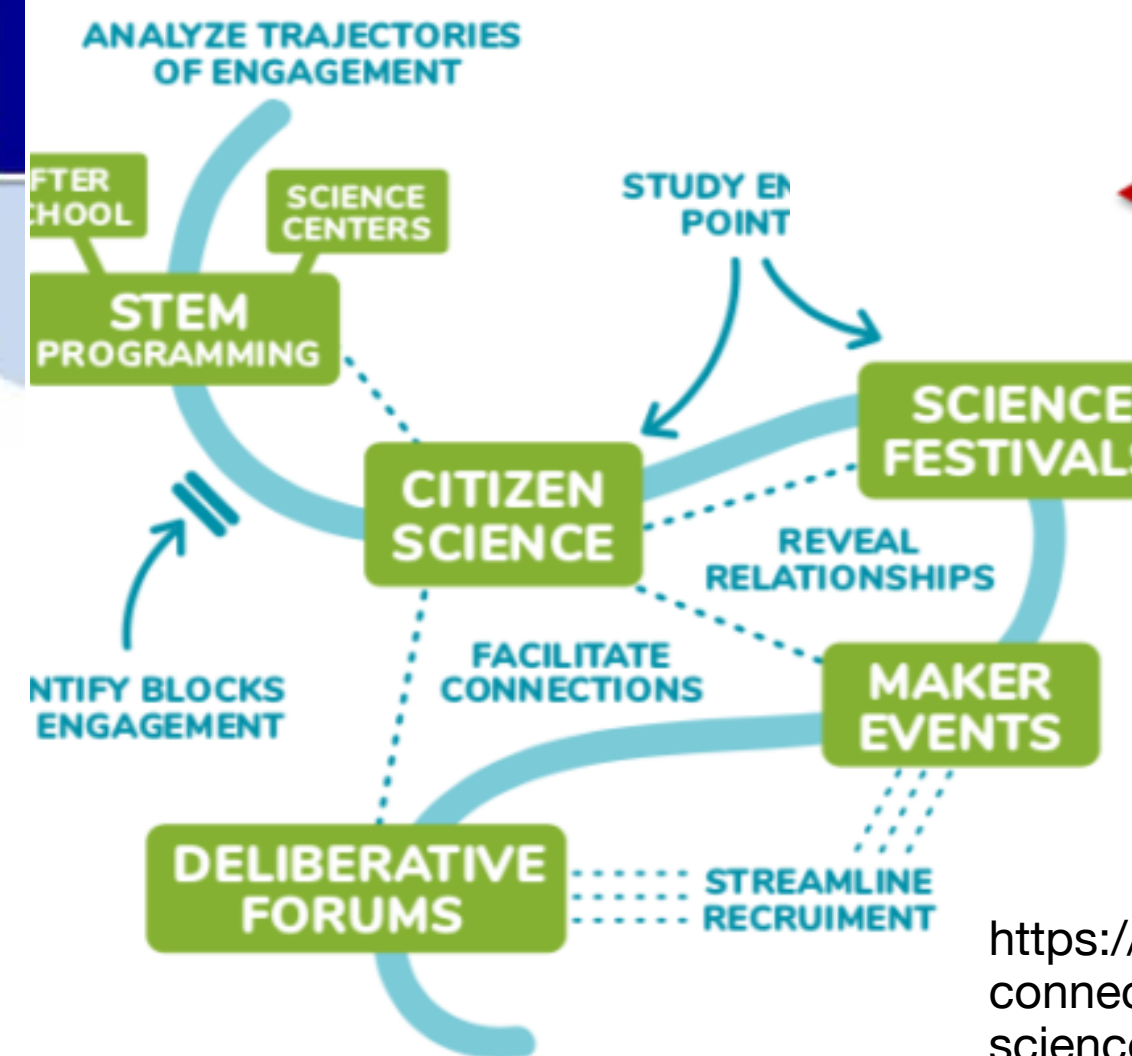 ANALYZE TRAJECTORIES
OF ENGAGEMENT
FTER
CHOOL
SCIENCE
CENTERS
STEM
PROGRAMMING
STUDY EN
POINT
CITIZEN
SCIENCE
SCIENCE
FESTIVALS
REVEAL
RELATIONSHIPS
FACILITATE
CONNECTIONS
NTIFY BLOCKS
ENGAGEMENT
MAKER
EVENTS
DELIBERATIVE
FORUMS
STREAMLINE
RECRUIMENT
https:/
connec
science